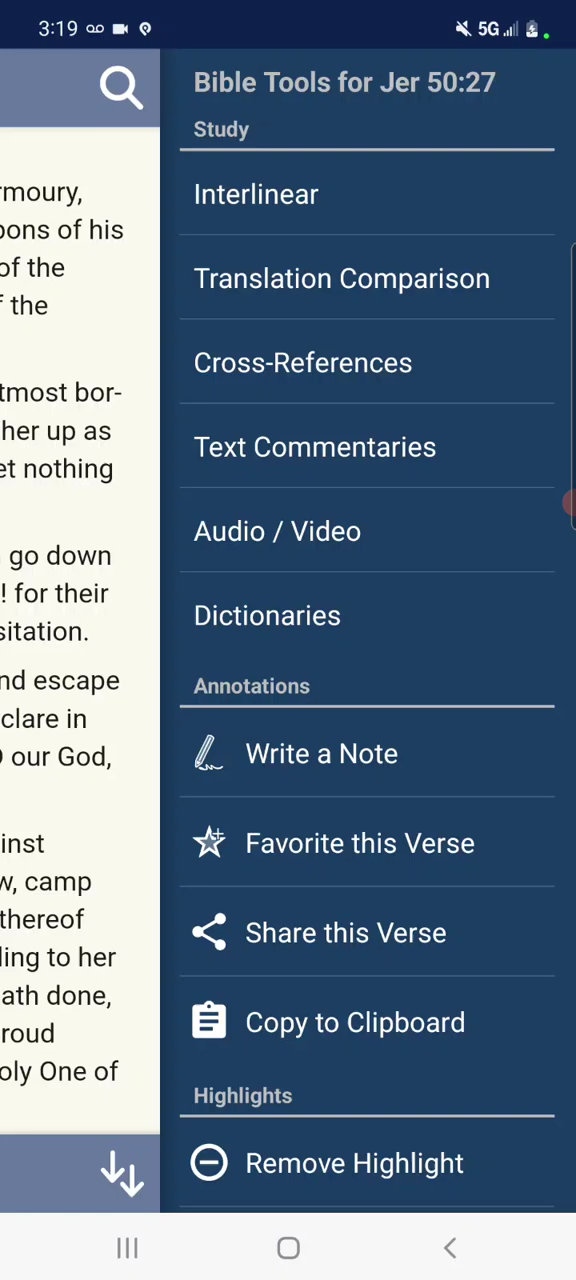 3:19
5G
Bible Tools for Jer 50:27
Study
Interlinear
Translation Comparison
Cross-References
Text Commentaries
Audio / Video
Dictionaries
Annotations
Write a Note
Favorite this Verse
Share this Verse
Copy to Clipboard
Highlights
Remove Highlight
rmoury,
of his
of the
the
tmost bor-
her up as
nothing
go down
! for their
sitation.
nd escape
clare in
our God,
inst
w, camp
thereof
ling to her
ath done,
roud
oly One of